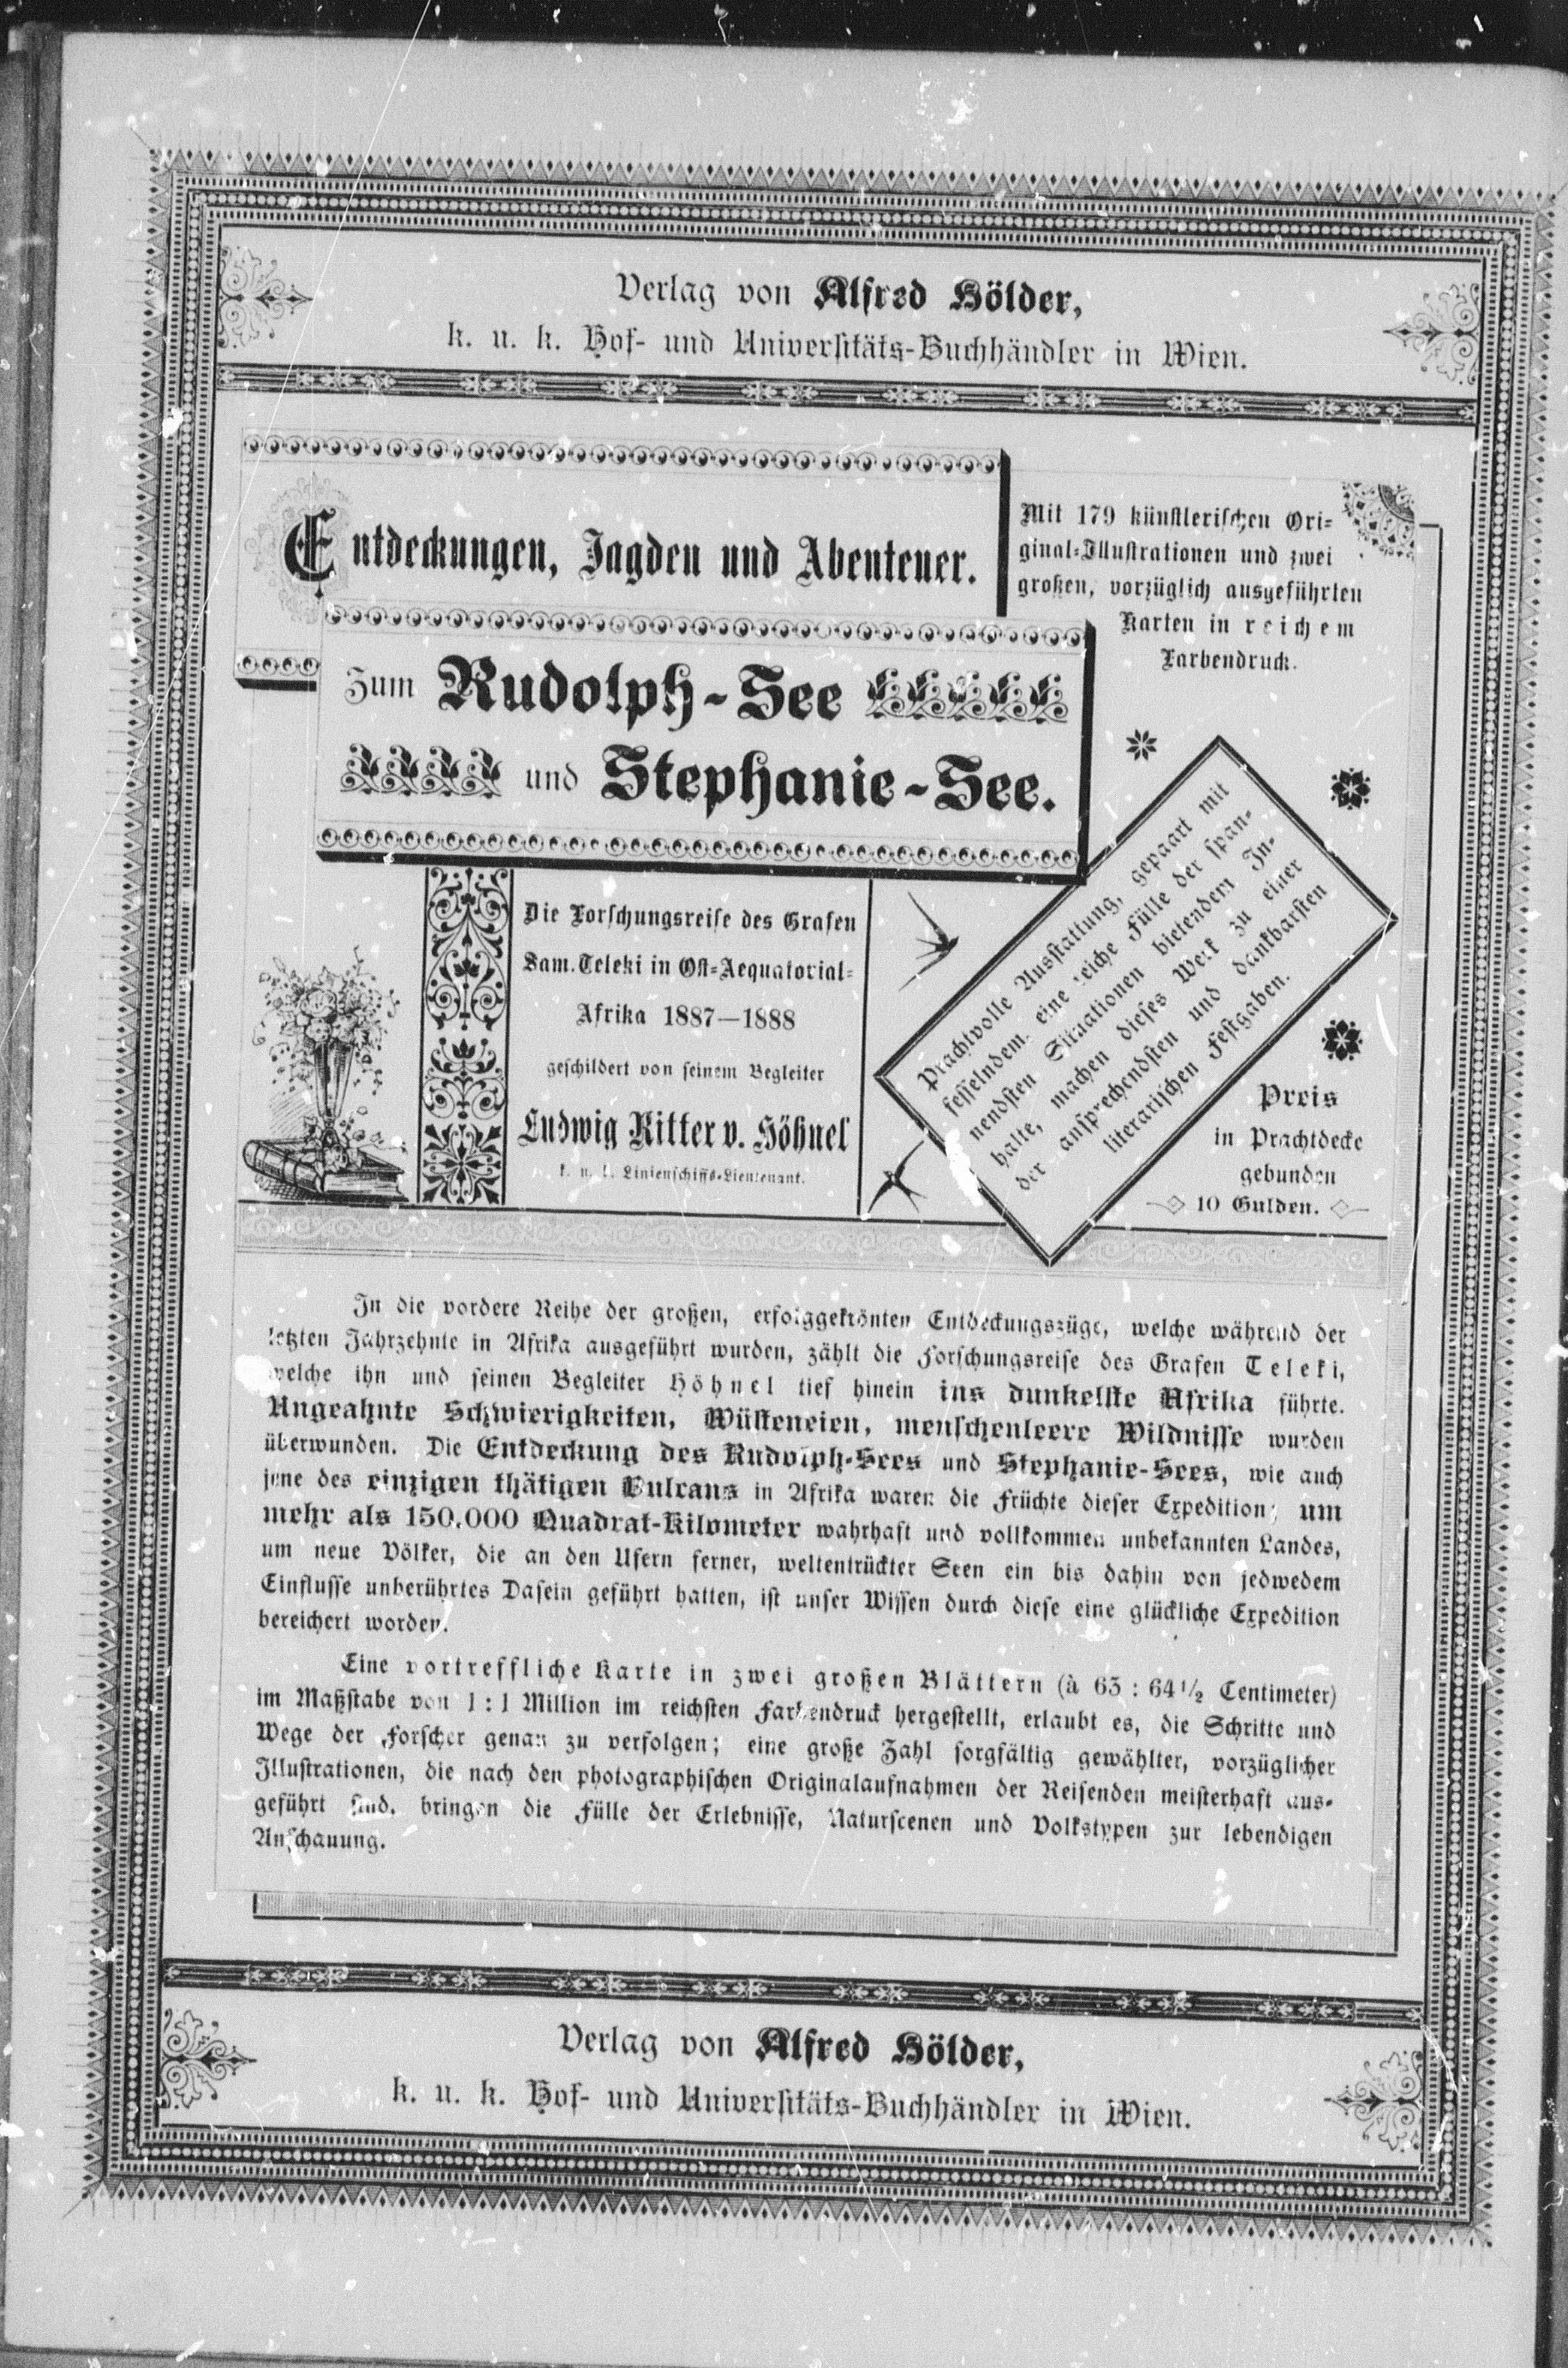 Verlag von Alfred Hölder,
k. u. k. Hof- und Universitäts-Buchhändler in Wien.
Entdeckungen, Jagden und Abenteuer.
Mit 179 künstlerischen Ori-
ginal-Illustrationen und zwei
großen, vorzüglich ausgeführten
Karten in reichem
Farbendruck.
Zum Rudolph-See
und Stephanie-See.
Die Forschungsreise des Grafen
Sam. Teleki in Ost-Aequatorial-
Afrika 1887—1888
geschildert von seinem Begleiter
Ludwig Ritter v. Höhnel
k. u. k. Linienschiffs-Lieutenant.
Prachtvolle Ausstattung, gepaart mit
fesselndem, eine reiche Fülle der span-
nendsten Situationen bietendem In-
halte, machen dieses Werk zu einer
der ansprechendsten und dankbarsten
literarischen Festgaben.
Preis
in Prachtdecke
gebunden
10 Gulden.
In die vordere Reihe der großen, erfolggekrönten Entdeckungszüge, welche während der
letzten Jahrzehnte in Afrika ausgeführt wurden, zählt die Forschungsreise des Grafen Teleki,
welche ihn und seinen Begleiter Höhnel tief hinein ins dunkelste Afrika führte.
Ungeahnte Schwierigkeiten, Wüsteneien, menschenleere Wildnisse wurden
überwunden. Die Entdeckung des Rudolph-Sees und Stephanie-Sees, wie auch
jene des einzigen thätigen Vulcans in Afrika waren die Früchte dieser Expedition; um
mehr als 150.000 Quadrat-Kilometer wahrhaft und vollkommen unbekannten Landes,
um neue Völker, die an den Ufern ferner, weltentrückter Seen ein bis dahin von jedwedem
Einflusse unberührtes Dasein geführt hatten, ist unser Wissen durch diese eine glückliche Expedition
bereichert worden.
Eine vortreffliche Karte in zwei großen Blättern (à 63 : 64½ Centimeter)
im Maßstabe von 1 : 1 Million im reichsten Farbendruck hergestellt, erlaubt es, die Schritte und
Wege der Forscher genau zu verfolgen; eine große Zahl sorgfältig gewählter, vorzüglicher
Illustrationen, die nach den photographischen Originalaufnahmen der Reisenden meisterhaft aus-
geführt sind, bringen die Fülle der Erlebnisse, Naturscenen und Volkstypen zur lebendigen
Anschauung.
Verlag von Alfred Hölder,
k. u. k. Hof- und Universitäts-Buchhändler in Wien.